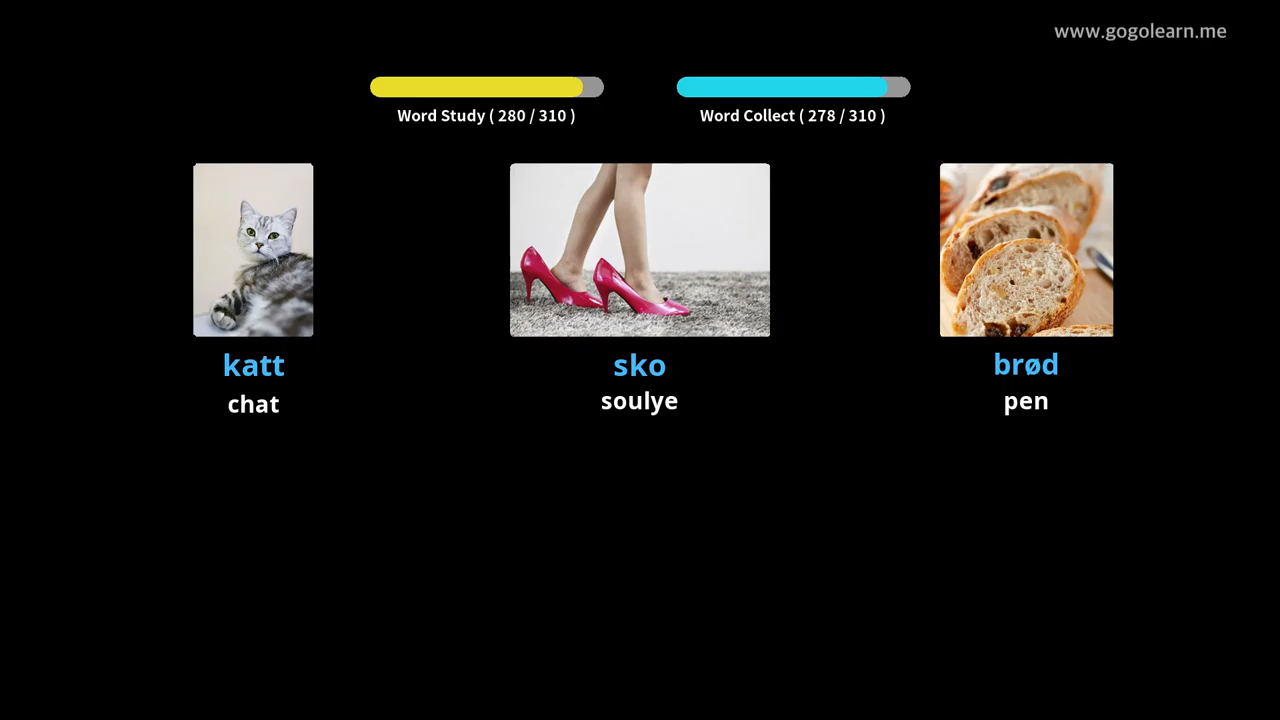 www.gogolearn.me
Word Study ( 280 / 310 )
Word Collect ( 278 / 310 )
katt
chat
sko
soulye
brød
pen